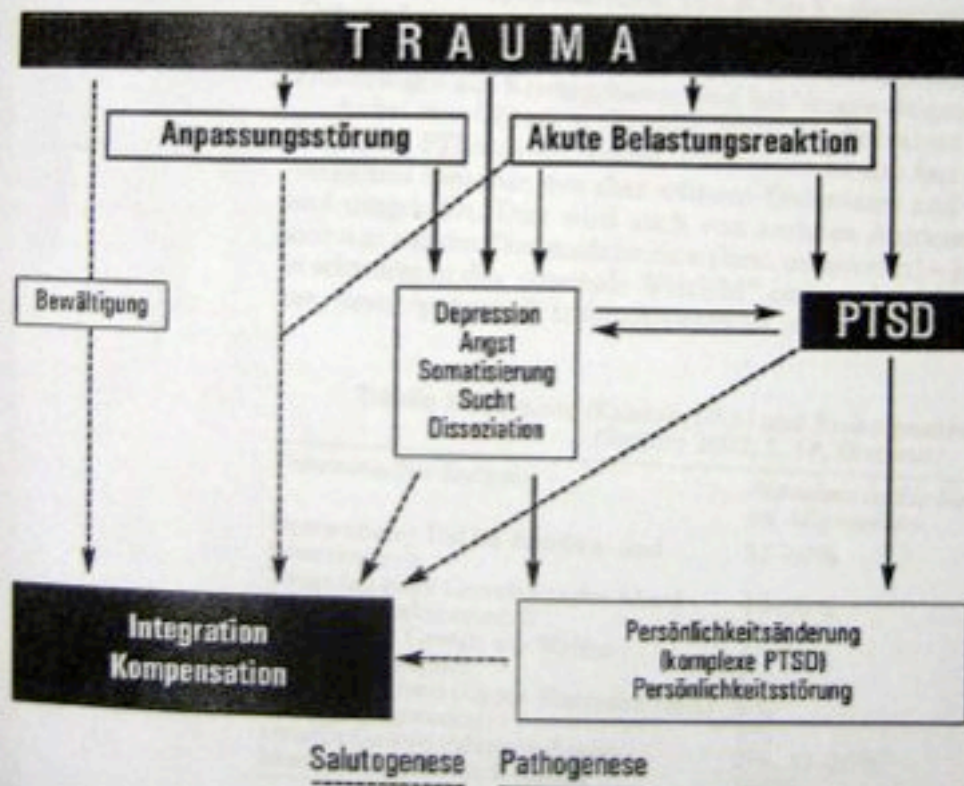 TRAUMA
Anpassungsstörung
Akute Belastungsreaktion
Bewältigung
Depression
Angst
Somatisierung
Sucht
Dissoziation
PTSD
Integration
Kompensation
Persönlichkeitsänderung
(komplexe PTSD)
Persönlichkeitsstörung
Salutogenese Pathogenese